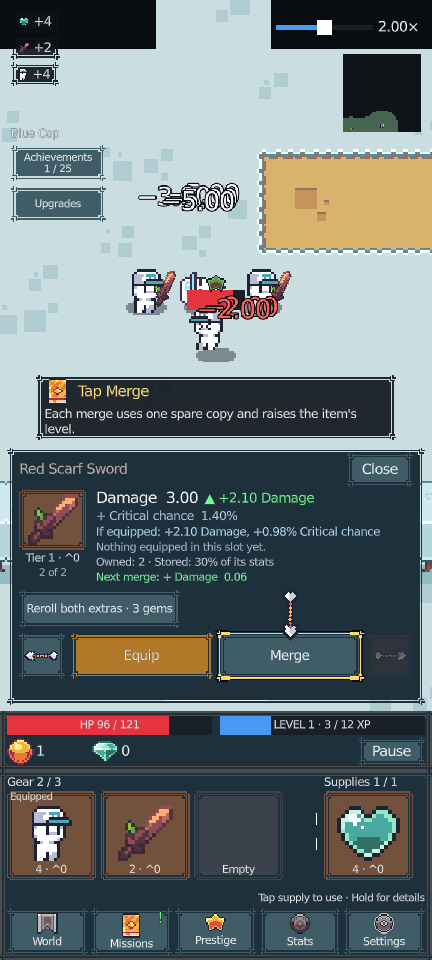 +4
2.00×
+2
+4
Blue Cap
Achievements
1 / 25
Upgrades
−5.00
−2.00
Tap Merge
Each merge uses one spare copy and raises the item's
level.
Red Scarf Sword
Close
Damage 3.00 ▲ +2.10 Damage
+ Critical chance 1.40%
If equipped: +2.10 Damage, +0.98% Critical chance
Nothing equipped in this slot yet.
Tier 1 · ^0
Owned: 2 · Stored: 30% of its stats
2 of 2
Next merge: + Damage 0.06
Reroll both extras · 3 gems
Equip
Merge
HP 96 / 121
LEVEL 1 · 3 / 12 XP
1
0
Pause
Gear 2 / 3
Supplies 1 / 1
Equipped
4 · ^0
2 · ^0
Empty
4 · ^0
Tap supply to use · Hold for details
World
Missions
!
Prestige
Stats
Settings